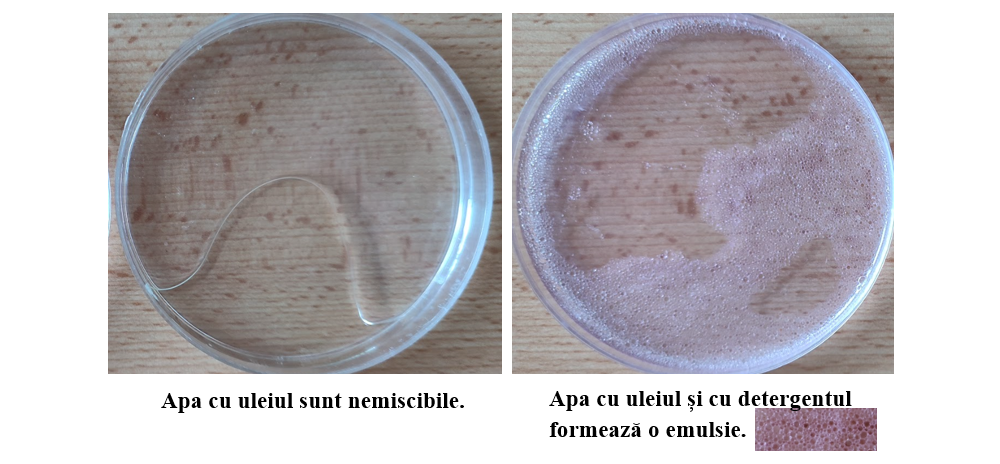 Apa cu uleiul sunt nemiscibile.
Apa cu uleiul și cu detergentul
formează o emulsie.